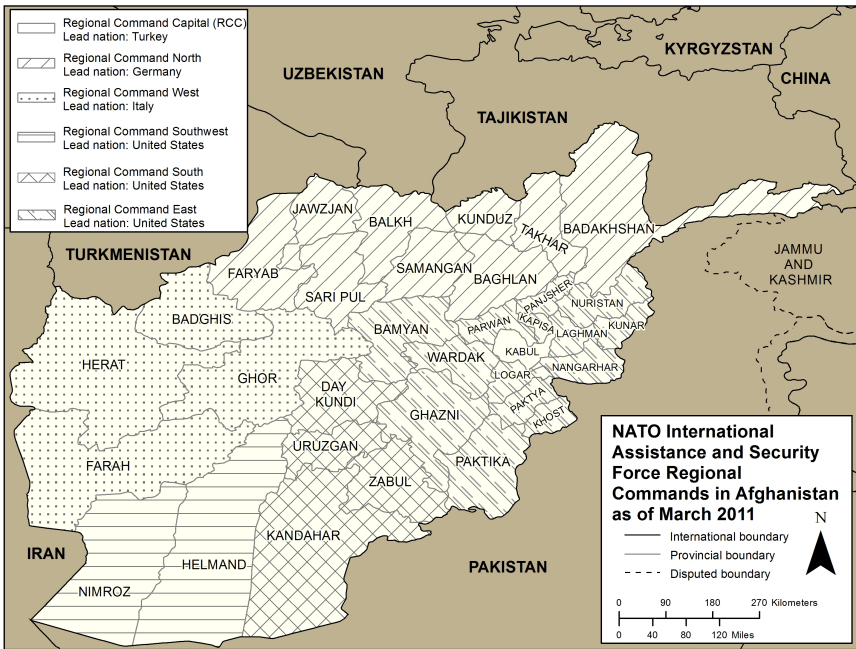 Regional Command Capital (RCC)
Lead nation: Turkey
Regional Command North
Lead nation: Germany
Regional Command West
Lead nation: Italy
Regional Command Southwest
Lead nation: United States
Regional Command South
Lead nation: United States
Regional Command East
Lead nation: United States
KYRGYZSTAN
UZBEKISTAN
CHINA
TAJIKISTAN
TURKMENISTAN
JAWZJAN
BALKH
KUNDUZ
TAKHAR
BADAKHSHAN
JAMMU
AND
KASHMIR
FARYAB
SAMANGAN
BAGHLAN
SARI PUL
PANJSHER
NURISTAN
BADGHIS
BAMYAN
PARWAN
KAPISA
LAGHMAN
KUNAR
HERAT
GHOR
WARDAK
KABUL
NANGARHAR
LOGAR
DAY
KUNDI
GHAZNI
PAKTYA
KHOST
URUZGAN
FARAH
PAKTIKA
ZABUL
KANDAHAR
IRAN
HELMAND
NIMROZ
PAKISTAN
NATO International
Assistance and Security
Force Regional
Commands in Afghanistan
as of March 2011
N
International boundary
Provincial boundary
Disputed boundary
0 90 180 270 Kilometers
0 40 80 120 Miles